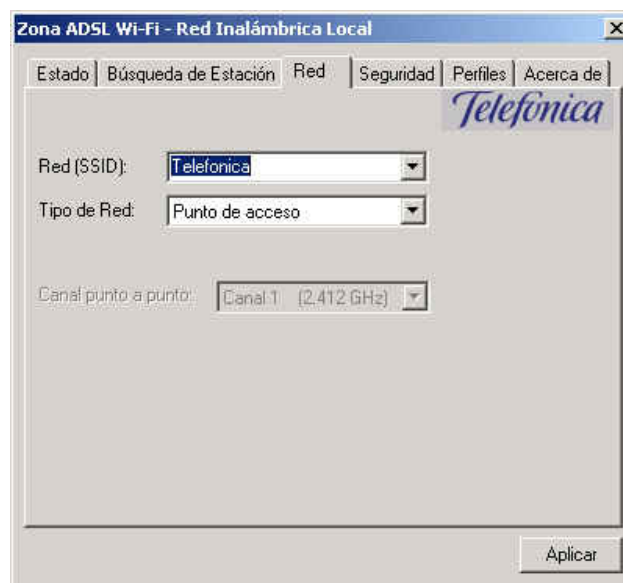 Zona ADSL Wi-Fi - Red Inalámbrica Local
Estado Búsqueda de Estación Red Seguridad Perfiles Acerca de
Telefónica
Red (SSID): Telefonica
Tipo de Red: Punto de acceso
Canal punto a punto: Canal 1 (2.412 GHz)
Aplicar